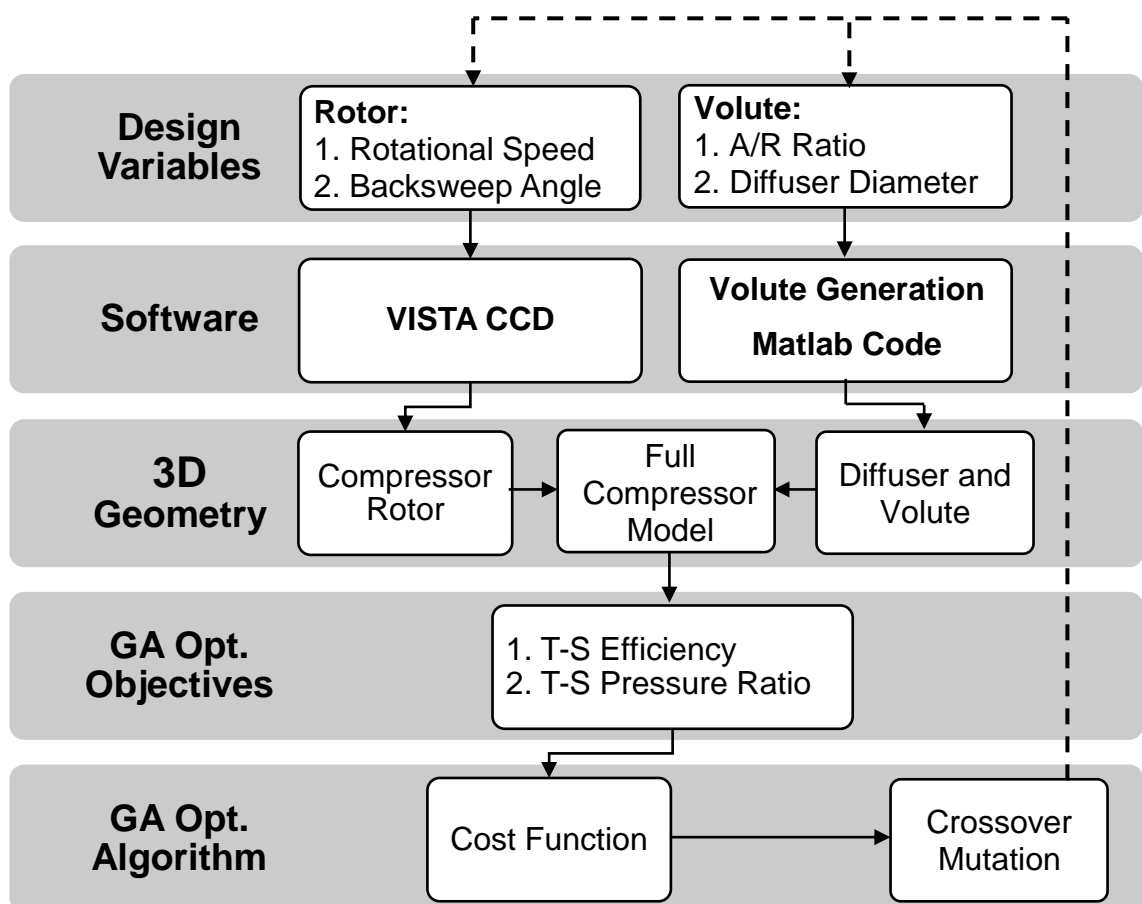 Design
Variables
Rotor:
1. Rotational Speed
2. Backsweep Angle
Volute:
1. A/R Ratio
2. Diffuser Diameter
Software
VISTA CCD
Volute Generation
Matlab Code
3D
Geometry
Compressor
Rotor
Full
Compressor
Model
Diffuser and
Volute
GA Opt.
Objectives
1. T-S Efficiency
2. T-S Pressure Ratio
GA Opt.
Algorithm
Cost Function
Crossover
Mutation